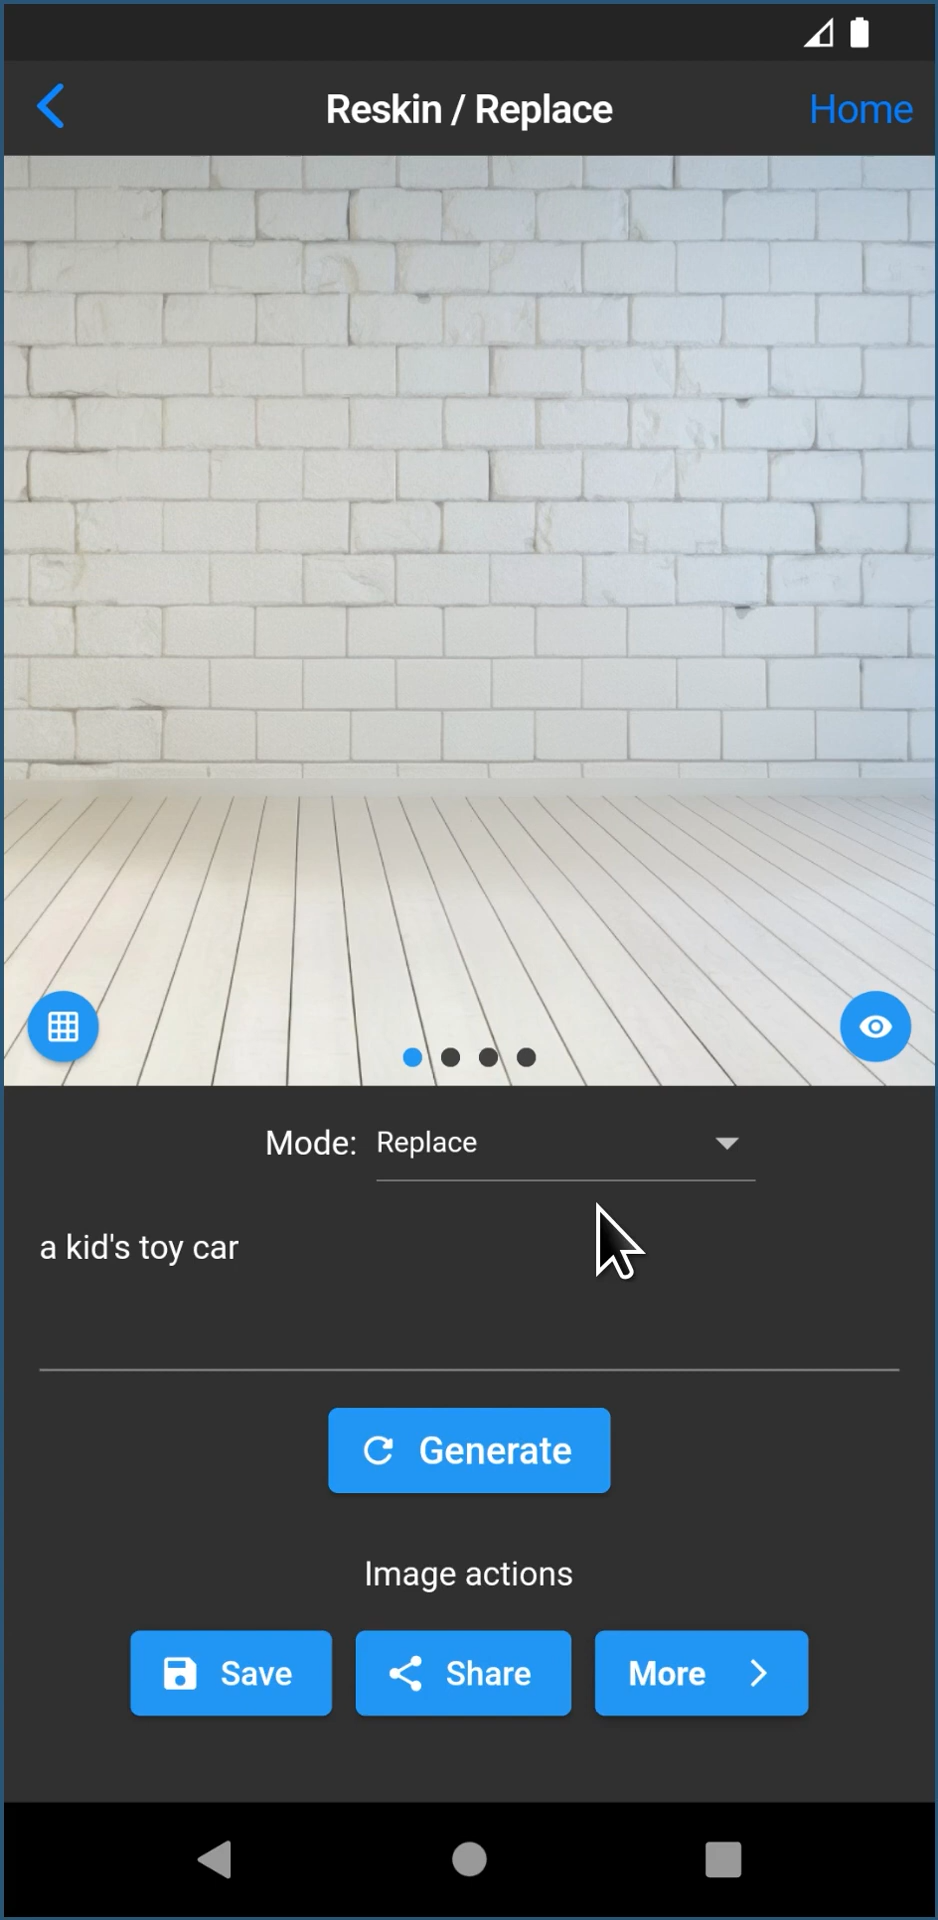 Reskin / Replace
Home
Mode: Replace
a kid's toy car
Generate
Image actions
Save
Share
More